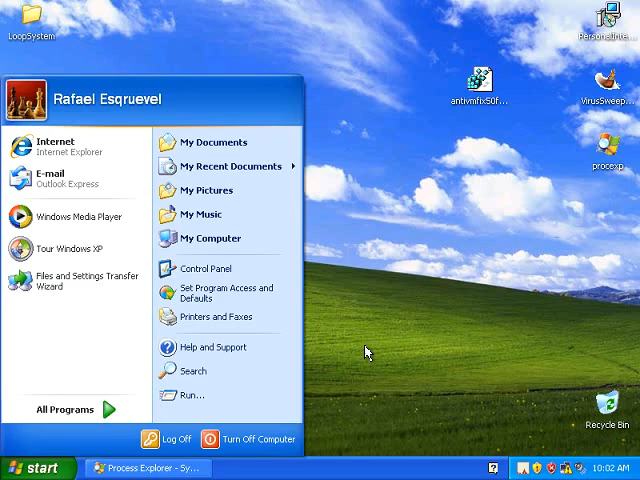 LoopSystem
PersonalInte...
antivmfix50f...
VirusSweep...
procexp
Rafael Esqruevel
Internet
Internet Explorer
E-mail
Outlook Express
Windows Media Player
Tour Windows XP
Files and Settings Transfer
Wizard
All Programs
My Documents
My Recent Documents
My Pictures
My Music
My Computer
Control Panel
Set Program Access and
Defaults
Printers and Faxes
Help and Support
Search
Run...
Log Off
Turn Off Computer
Recycle Bin
start
Process Explorer - Sy...
10:02 AM